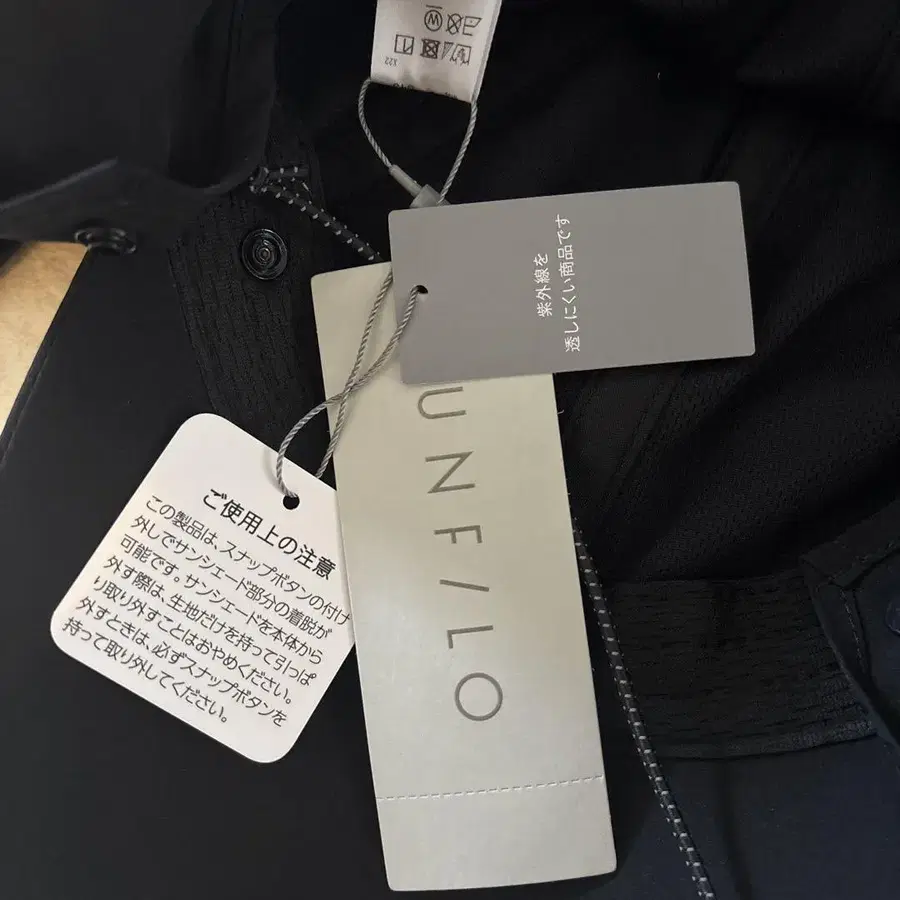 紫外線を
透しにくい商品です
UNF/LO
ご使用上の注意
この製品は、スナップボタンの付け
外しでサンシェード部分の着脱が
可能です。サンシェードを本体から
外す際は、生地だけを持って引っぱ
り取り外すことはおやめください。
外すときは、必ずスナップボタンを
持って取り外してください。